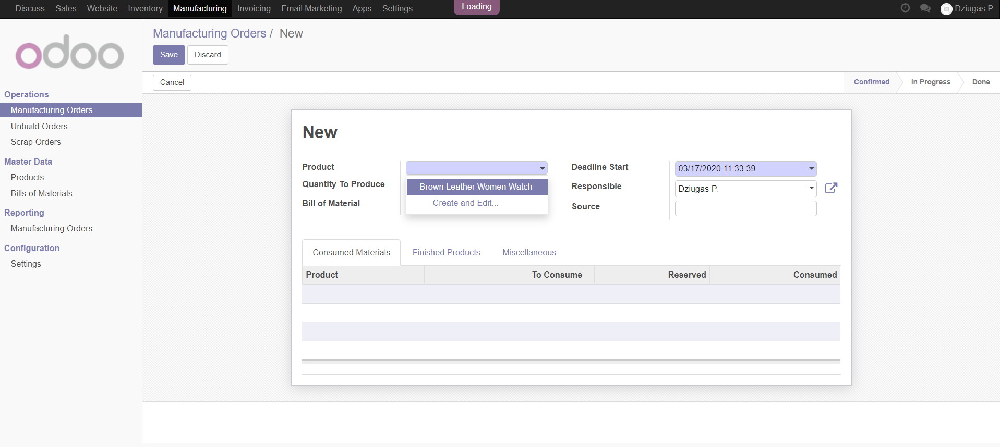 Discuss Sales Website Inventory Manufacturing Invoicing Email Marketing Apps Settings Loading Dziugas P.
odoo
Manufacturing Orders / New
Save Discard
Cancel Confirmed In Progress Done
Operations
Manufacturing Orders
Unbuild Orders
Scrap Orders
Master Data
Products
Bills of Materials
Reporting
Manufacturing Orders
Configuration
Settings
New
Product
Quantity To Produce
Bill of Material
Brown Leather Women Watch
Create and Edit...
Deadline Start 03/17/2020 11:33:39
Responsible Dziugas P.
Source
Consumed Materials Finished Products Miscellaneous
Product To Consume Reserved Consumed